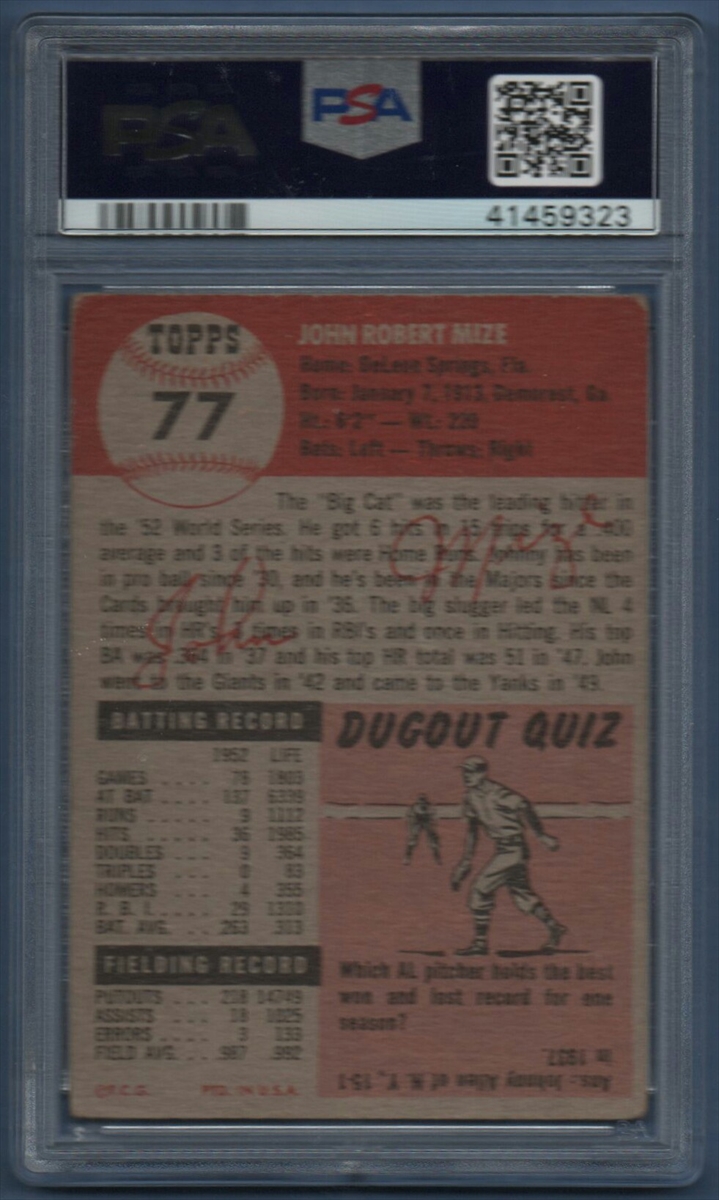 PSA
PSA
41459323
TOPPS
77
JOHN ROBERT MIZE
Home: DeLeon Springs, Fla.
Born: January 7, 1913, Demorest, Ga.
Ht.: 6'2" — Wt.: 220
Bats: Left — Throws: Right
The "Big Cat" was the leading hitter in
the '52 World Series. He got 6 hits in 15 trips for a .400
average and 3 of the hits were Home Runs. Johnny has been
in pro ball since '30, and he's been in the Majors since the
Cards brought him up in '36. The big slugger led the NL 4
times in HR's, times in RBI's and once in Hitting. His top
BA was .364 in '37 and his top HR total was 51 in '47. John
went to the Giants in '42 and came to the Yanks in '49.
John Mize
BATTING RECORD
1952 LIFE
GAMES .... 78 1803
AT BAT .... 137 6339
RUNS .... 9 1112
HITS .... 36 1985
DOUBLES ... 9 364
TRIPLES ... 0 83
HOMERS ... 4 355
R. B. I. .... 29 1310
BAT. AVG. .263 .313
FIELDING RECORD
PUTOUTS ... 218 14749
ASSISTS ... 18 1025
ERRORS .... 3 133
FIELD AVG. .987 .992
©T.C.G. PTD. IN U.S.A.
DUGOUT QUIZ
Which AL pitcher holds the best
won and lost record for one
season?
Ans: Johnny Allen of N. Y., 15-1
in 1937.